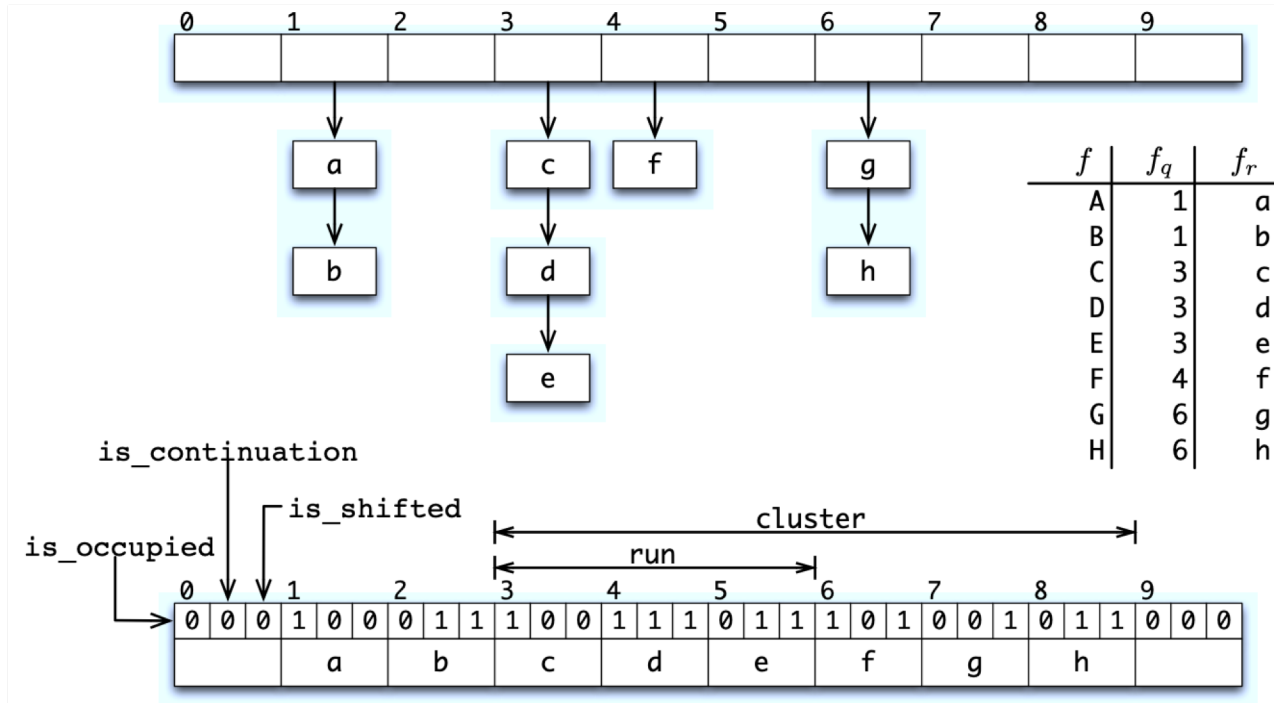 0 1 2 3 4 5 6 7 8 9
a c f g
b d h
e
f f_q f_r
A 1 a
B 1 b
C 3 c
D 3 d
E 3 e
F 4 f
G 6 g
H 6 h
is_continuation
is_shifted
cluster
is_occupied
run
0 1 2 3 4 5 6 7 8 9
0 0 0 1 0 0 0 1 1 1 0 0 1 1 1 0 1 1 1 0 1 0 0 1 0 1 1 0 0 0
a b c d e f g h